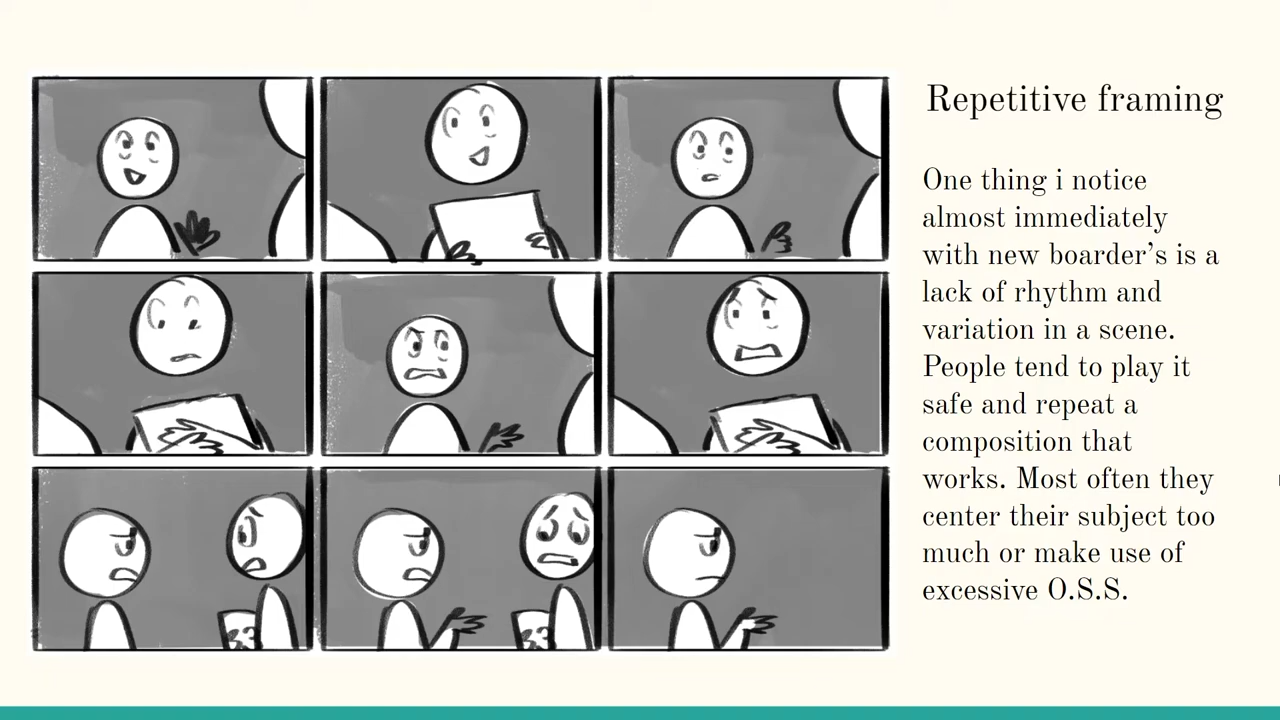 Repetitive framing
One thing i notice
almost immediately
with new boarder’s is a
lack of rhythm and
variation in a scene.
People tend to play it
safe and repeat a
composition that
works. Most often they
center their subject too
much or make use of
excessive O.S.S.